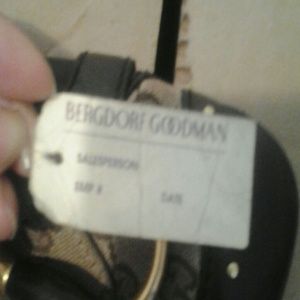 BERGDORF GOODMAN
SALESPERSON
EMP #
DATE